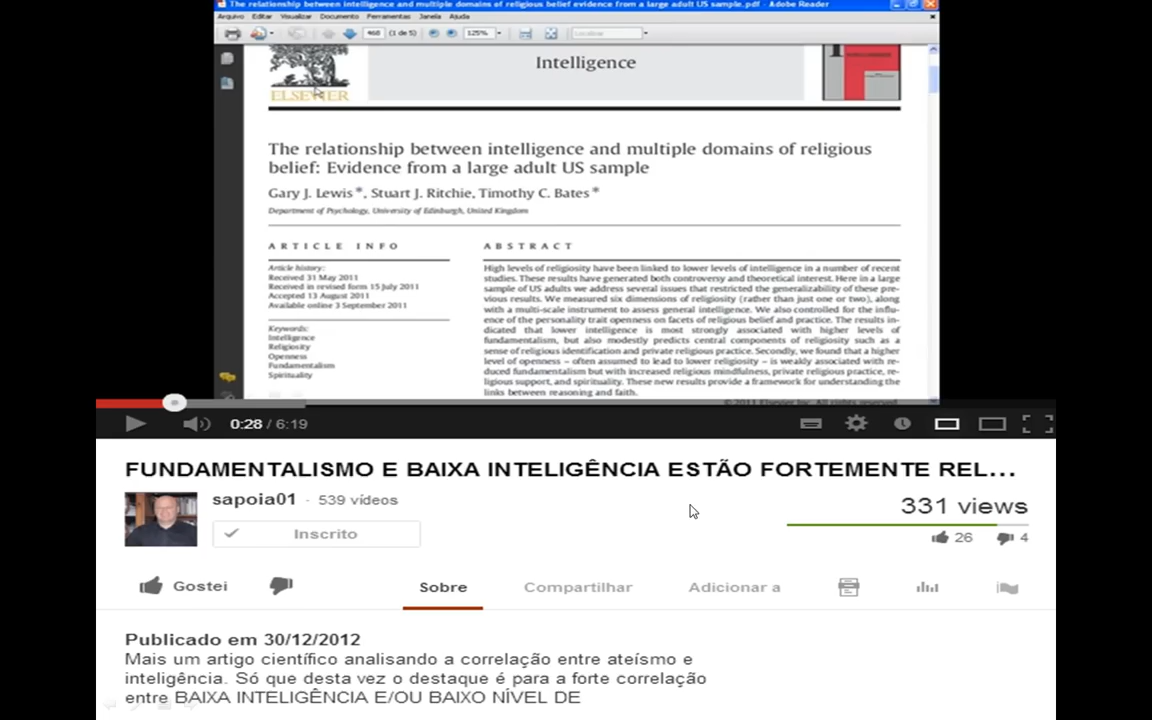 The relationship between intelligence and multiple domains of religious belief evidence from a large adult US sample.pdf - Adobe Reader
Arquivo Editar Visualizar Documento Ferramentas Janela Ajuda
468 (1 de 5) 125% Localizar
Intelligence
ELSEVIER
The relationship between intelligence and multiple domains of religious
belief: Evidence from a large adult US sample
Gary J. Lewis *, Stuart J. Ritchie, Timothy C. Bates *
Department of Psychology, University of Edinburgh, United Kingdom
ARTICLE INFO
Article history:
Received 31 May 2011
Received in revised form 15 July 2011
Accepted 13 August 2011
Available online 3 September 2011
Keywords:
Intelligence
Religiosity
Openness
Fundamentalism
Spirituality
ABSTRACT
High levels of religiosity have been linked to lower levels of intelligence in a number of recent
studies. These results have generated both controversy and theoretical interest. Here in a large
sample of US adults we address several issues that restricted the generalizability of these pre-
vious results. We measured six dimensions of religiosity (rather than just one or two), along
with a multi-scale instrument to assess general intelligence. We also controlled for the influ-
ence of the personality trait openness on facets of religious belief and practice. The results in-
dicated that lower intelligence is most strongly associated with higher levels of
fundamentalism, but also modestly predicts central components of religiosity such as a
sense of religious identification and private religious practice. Secondly, we found that a higher
level of openness – often assumed to lead to lower religiosity – is weakly associated with re-
duced fundamentalism but with increased religious mindfulness, private religious practice, re-
ligious support, and spirituality. These new results provide a framework for understanding the
links between reasoning and faith.
© 2011 Elsevier Inc. All rights reserved.
0:28 / 6:19
FUNDAMENTALISMO E BAIXA INTELIGÊNCIA ESTÃO FORTEMENTE REL...
sapoia01 · 539 vídeos
Inscrito
331 views
26 4
Gostei
Sobre Compartilhar Adicionar a
Publicado em 30/12/2012
Mais um artigo científico analisando a correlação entre ateísmo e
inteligência. Só que desta vez o destaque é para a forte correlação
entre BAIXA INTELIGÊNCIA E/OU BAIXO NÍVEL DE